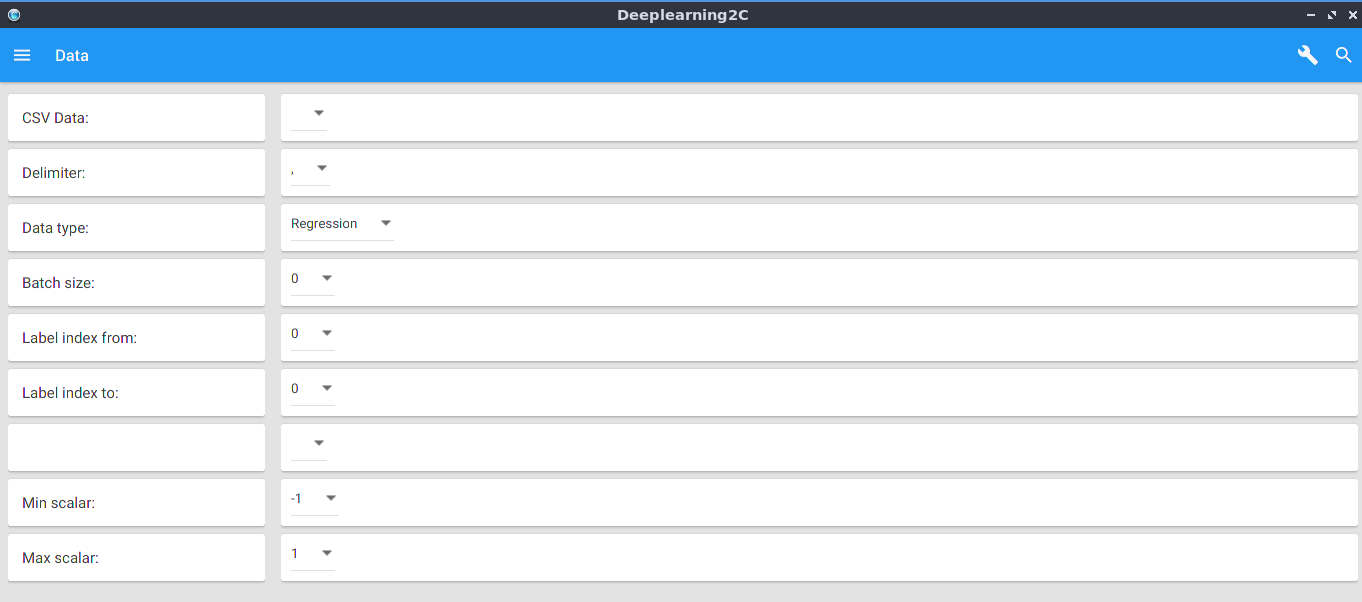 Deeplearning2C
Data
CSV Data:
Delimiter: ,
Data type: Regression
Batch size: 0
Label index from: 0
Label index to: 0
Min scalar: -1
Max scalar: 1